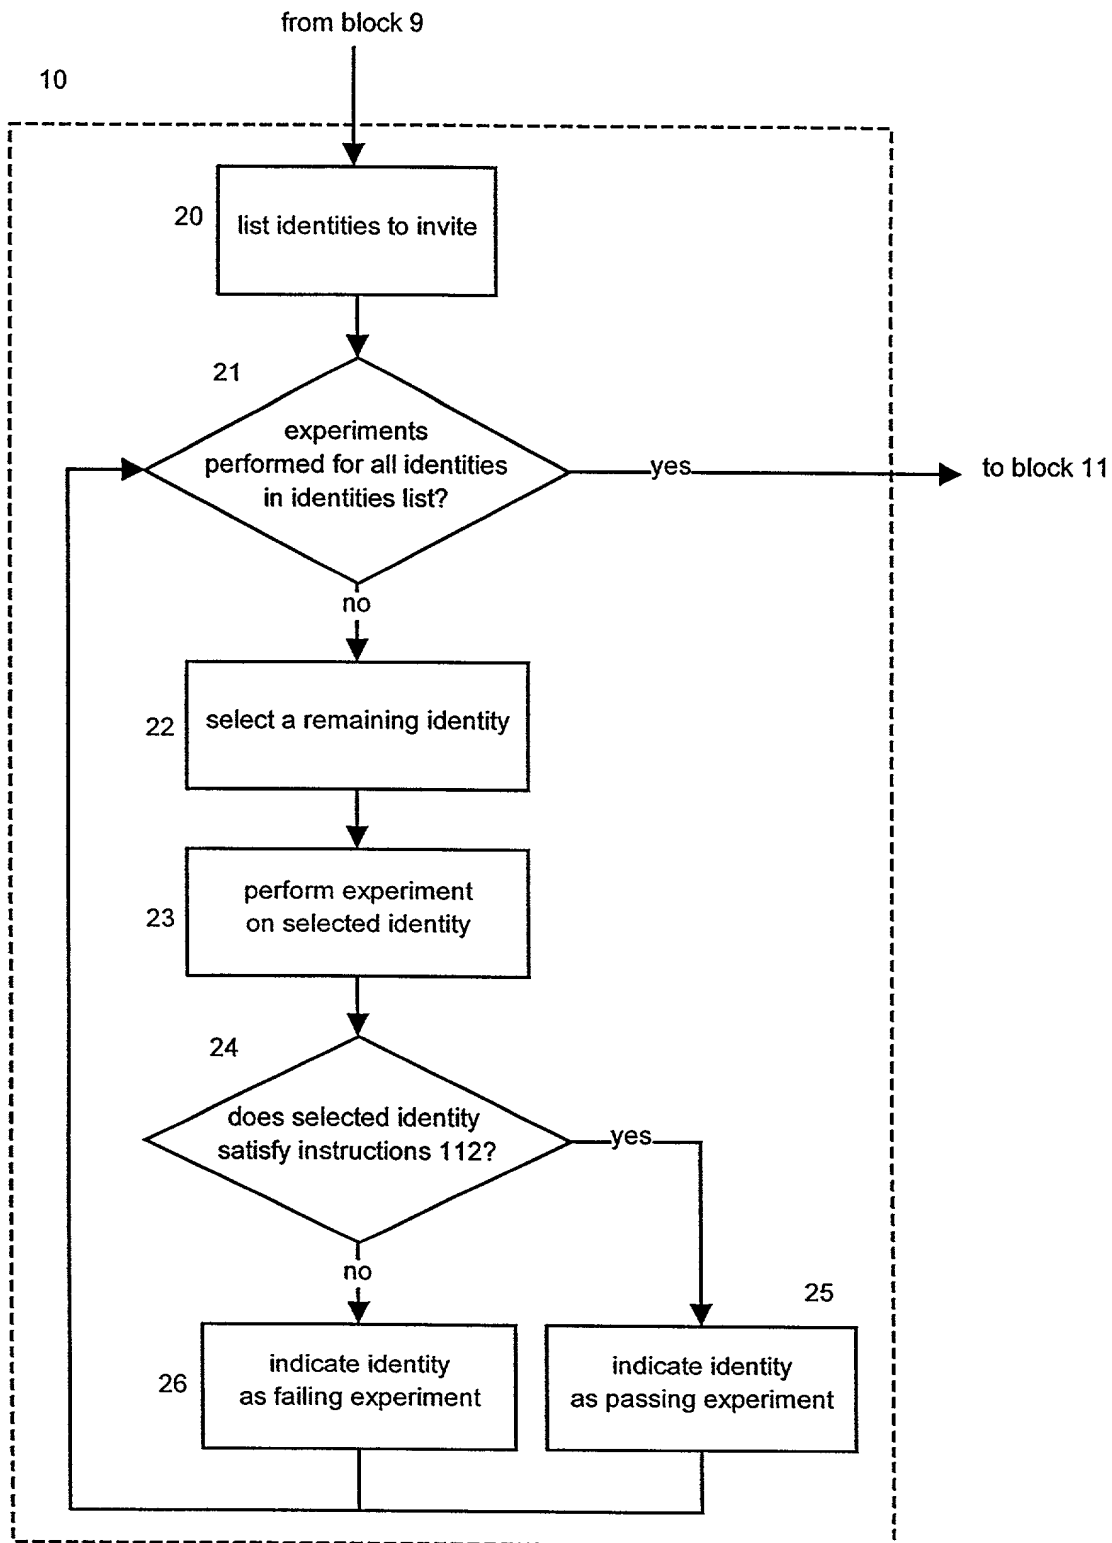 from block 9
10
20
list identities to invite
21
experiments
performed for all identities
in identities list?
yes
to block 11
no
22
select a remaining identity
23
perform experiment
on selected identity
24
does selected identity
satisfy instructions 112?
yes
no
25
26
indicate identity
as failing experiment
indicate identity
as passing experiment